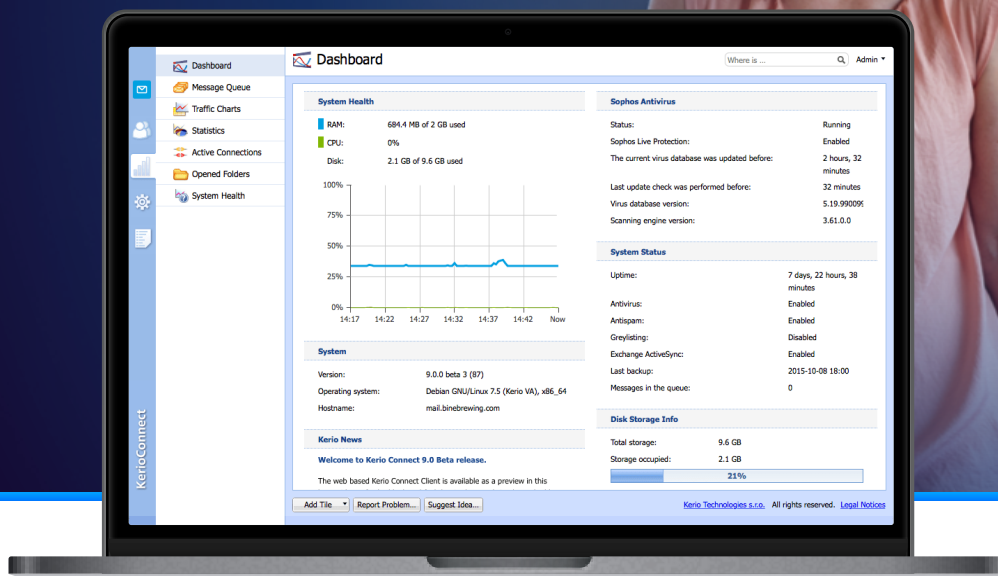 Dashboard
Message Queue
Traffic Charts
Statistics
Active Connections
Opened Folders
System Health
KerioConnect
Dashboard
Where is ...
Admin
System Health
RAM: 684.4 MB of 2 GB used
CPU: 0%
Disk: 2.1 GB of 9.6 GB used
100%
75%
50%
25%
0%
14:17 14:22 14:27 14:32 14:37 14:42 Now
System
Version: 9.0.0 beta 3 (87)
Operating system: Debian GNU/Linux 7.5 (Kerio VA), x86_64
Hostname: mail.binebrewing.com
Kerio News
Welcome to Kerio Connect 9.0 Beta release.
The web based Kerio Connect Client is available as a preview in this
Sophos Antivirus
Status: Running
Sophos Live Protection: Enabled
The current virus database was updated before: 2 hours, 32
minutes
Last update check was performed before: 32 minutes
Virus database version:
Scanning engine version: 3.61.0.0
System Status
Uptime: 7 days, 22 hours, 38
minutes
Antivirus: Enabled
Antispam: Enabled
Greylisting: Disabled
Exchange ActiveSync: Enabled
Last backup: 2015-10-08 18:00
Messages in the queue: 0
Disk Storage Info
Total storage: 9.6 GB
Storage occupied: 2.1 GB
21%
Add Tile
Report Problem...
Suggest Idea...
Kerio Technologies s.r.o. All rights reserved. Legal Notices